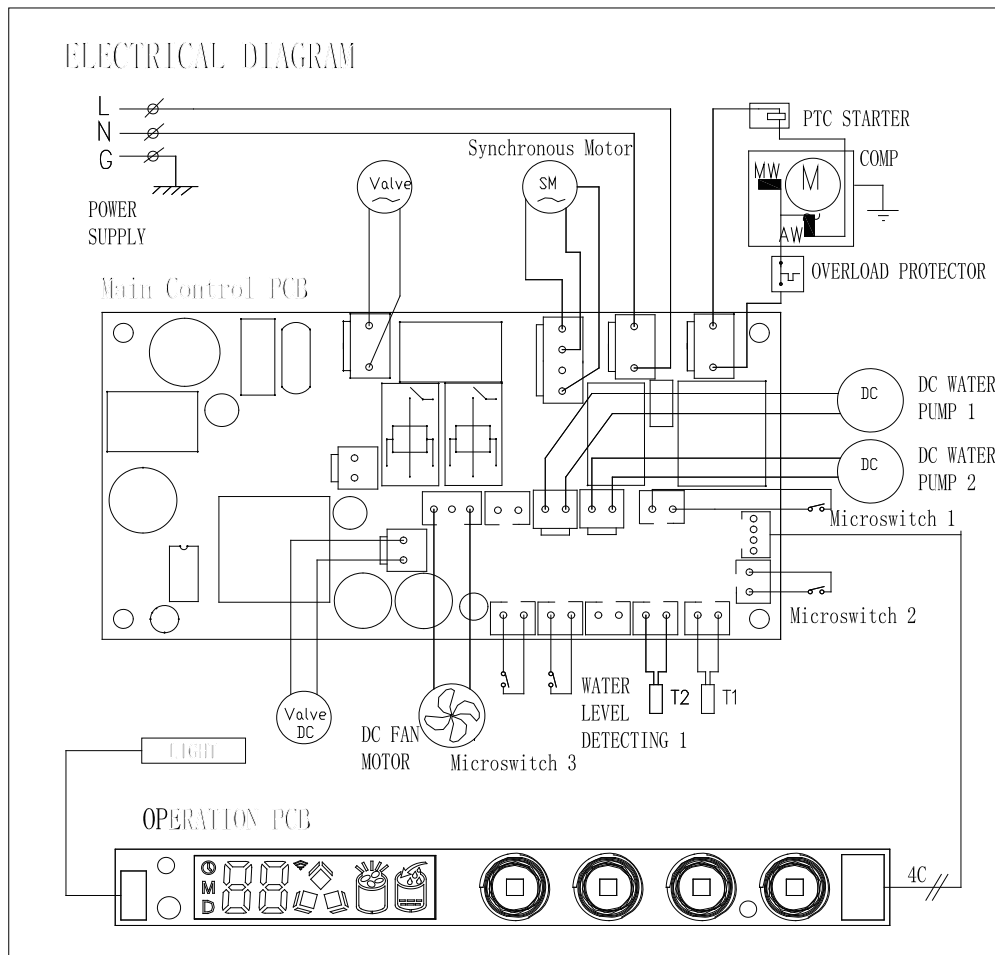 ELECTRICAL DIAGRAM
L
N
G
POWER
SUPPLY
Valve
Synchronous Motor
SM
PTC STARTER
COMP
MW
M
AW
OVERLOAD PROTECTOR
Main Control PCB
DC
DC WATER
PUMP 1
DC
DC WATER
PUMP 2
Microswitch 1
Microswitch 2
Valve
DC
DC FAN
MOTOR
Microswitch 3
WATER
LEVEL
DETECTING 1
T2
T1
LIGHT
OPERATION PCB
M
D
88
4C